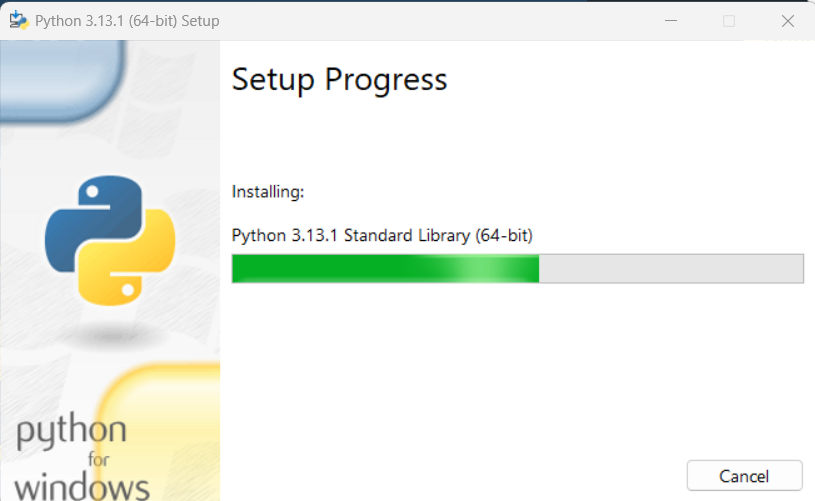 Python 3.13.1 (64-bit) Setup
Setup Progress
Installing:
Python 3.13.1 Standard Library (64-bit)
python
for
windows
Cancel